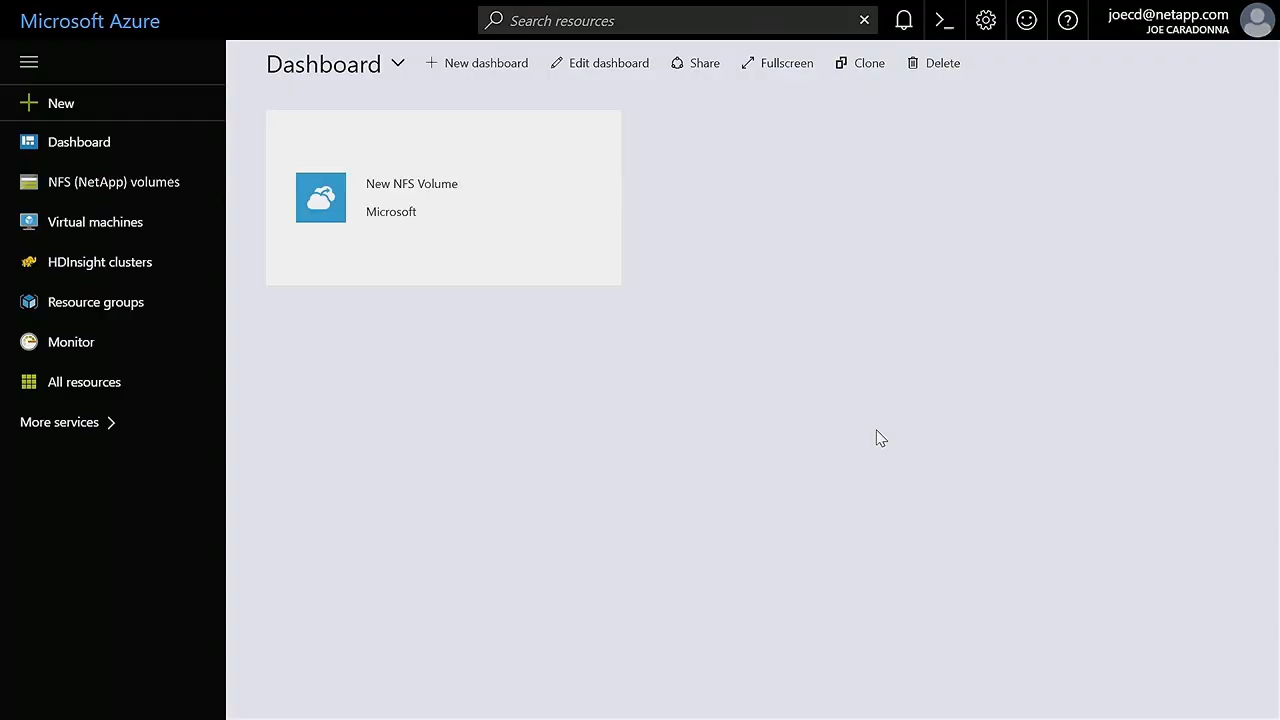 Microsoft Azure
Search resources
joecd@netapp.com
JOE CARADONNA
Dashboard
New dashboard
Edit dashboard
Share
Fullscreen
Clone
Delete
New
Dashboard
NFS (NetApp) volumes
Virtual machines
HDInsight clusters
Resource groups
Monitor
All resources
More services
New NFS Volume
Microsoft